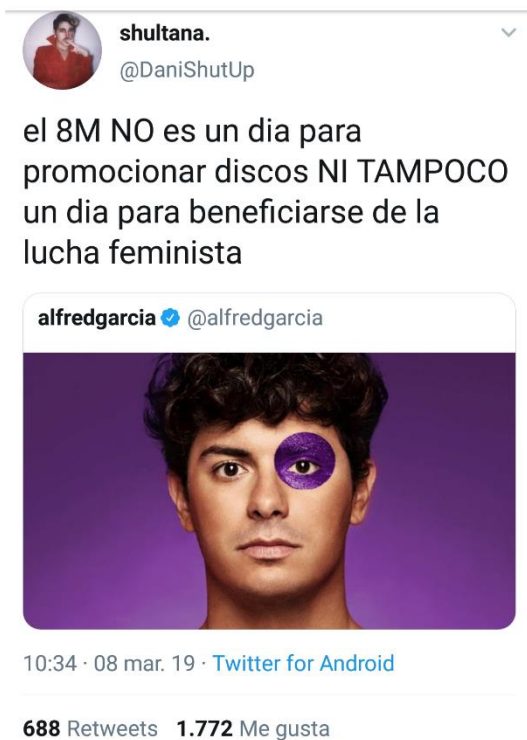 shultana.
@DaniShutUp
el 8M NO es un dia para
promocionar discos NI TAMPOCO
un dia para beneficiarse de la
lucha feminista
alfredgarcia @alfredgarcia
10:34 · 08 mar. 19 · Twitter for Android
688 Retweets 1.772 Me gusta